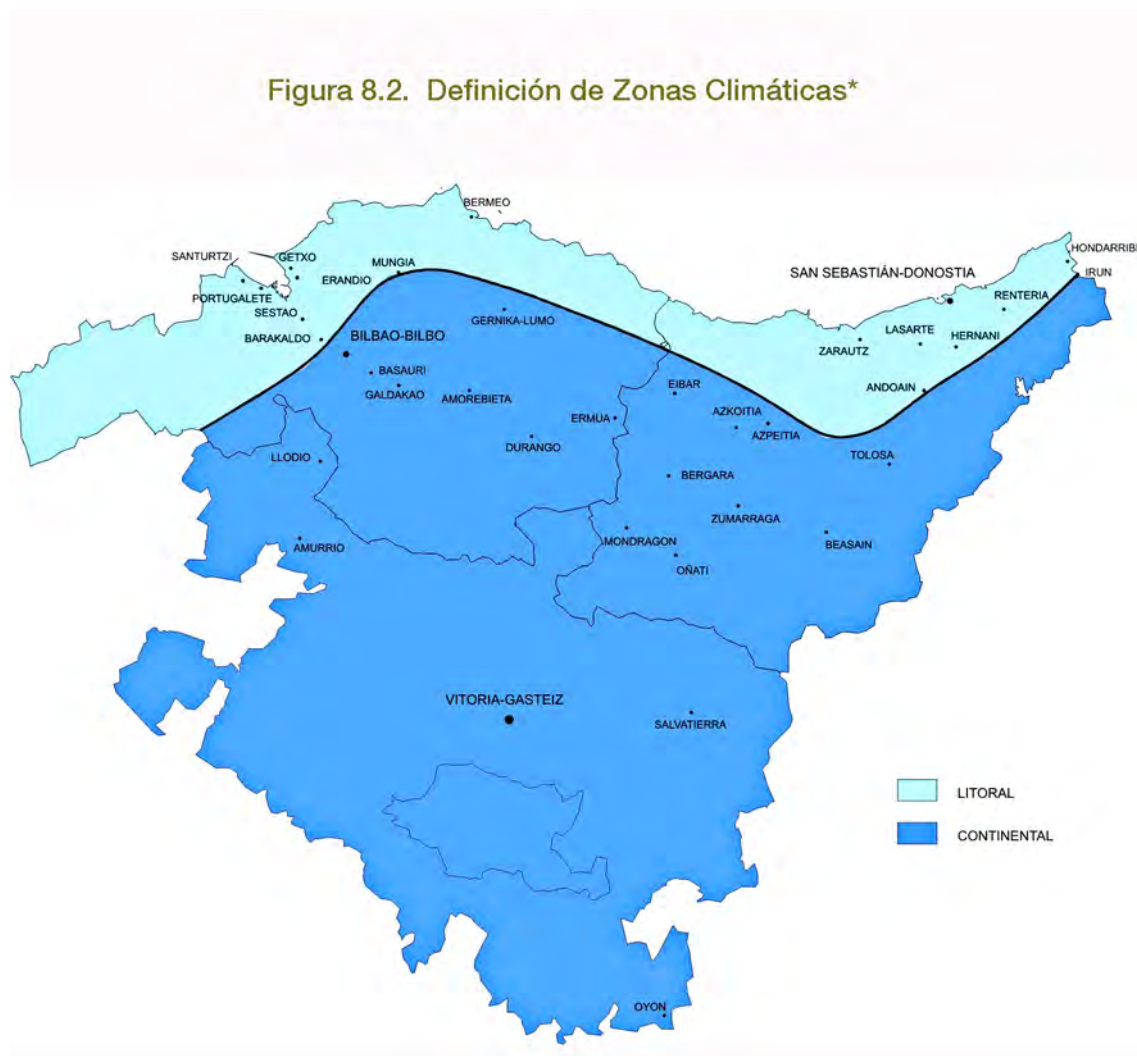 Figura 8.2. Definición de Zonas Climáticas*
BERMEO
SANTURTZI
GETXO
MUNGIA
ERANDIO
PORTUGALETE
SESTAO
BARAKALDO
BILBAO-BILBO
GERNIKA-LUMO
BASAURI
GALDAKAO
AMOREBIETA
ERMUA
DURANGO
LLODIO
AMURRIO
HONDARRIBI
IRUN
SAN SEBASTIÁN-DONOSTIA
RENTERIA
LASARTE
HERNANI
ZARAUTZ
ANDOAIN
EIBAR
AZKOITIA
AZPEITIA
TOLOSA
BERGARA
ZUMARRAGA
MONDRAGON
BEASAIN
OÑATI
VITORIA-GASTEIZ
SALVATIERRA
LITORAL
CONTINENTAL
OYON